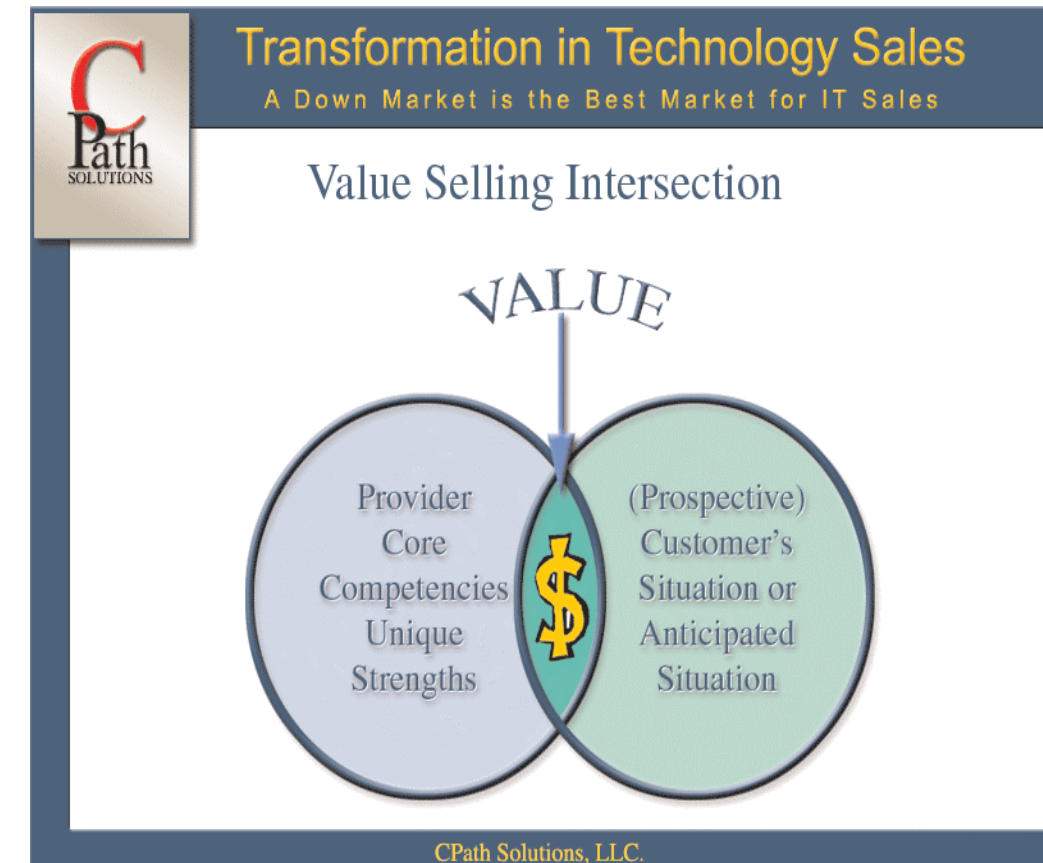 C
Path
SOLUTIONS
Transformation in Technology Sales
A Down Market is the Best Market for IT Sales
Value Selling Intersection
VALUE
Provider
Core
Competencies
Unique
Strengths
$
(Prospective)
Customer's
Situation or
Anticipated
Situation
CPath Solutions, LLC.